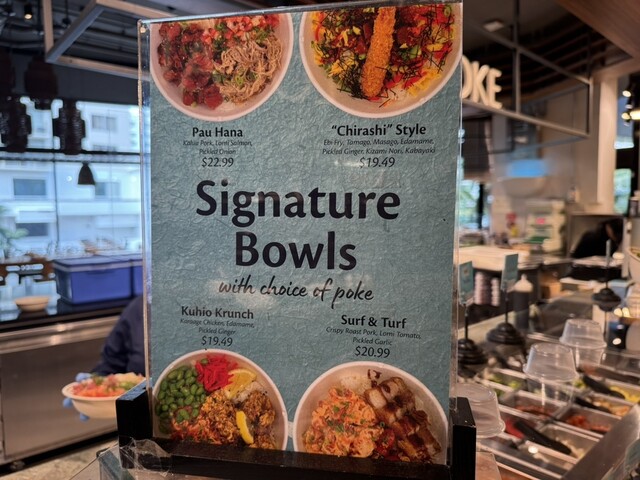 Pau Hana
Kalua Pork, Lomi Salmon,
Pickled Onion
$22.99
"Chirashi" Style
Ebi Fry, Tamago, Masago, Edamame,
Pickled Ginger, Kizami Nori, Kabayaki
$19.49
Signature
Bowls
with choice of poke
Kuhio Krunch
Karaage Chicken, Edamame,
Pickled Ginger
$19.49
Surf & Turf
Crispy Roast Pork, Lomi Tomato,
Pickled Garlic
$20.99
OKE